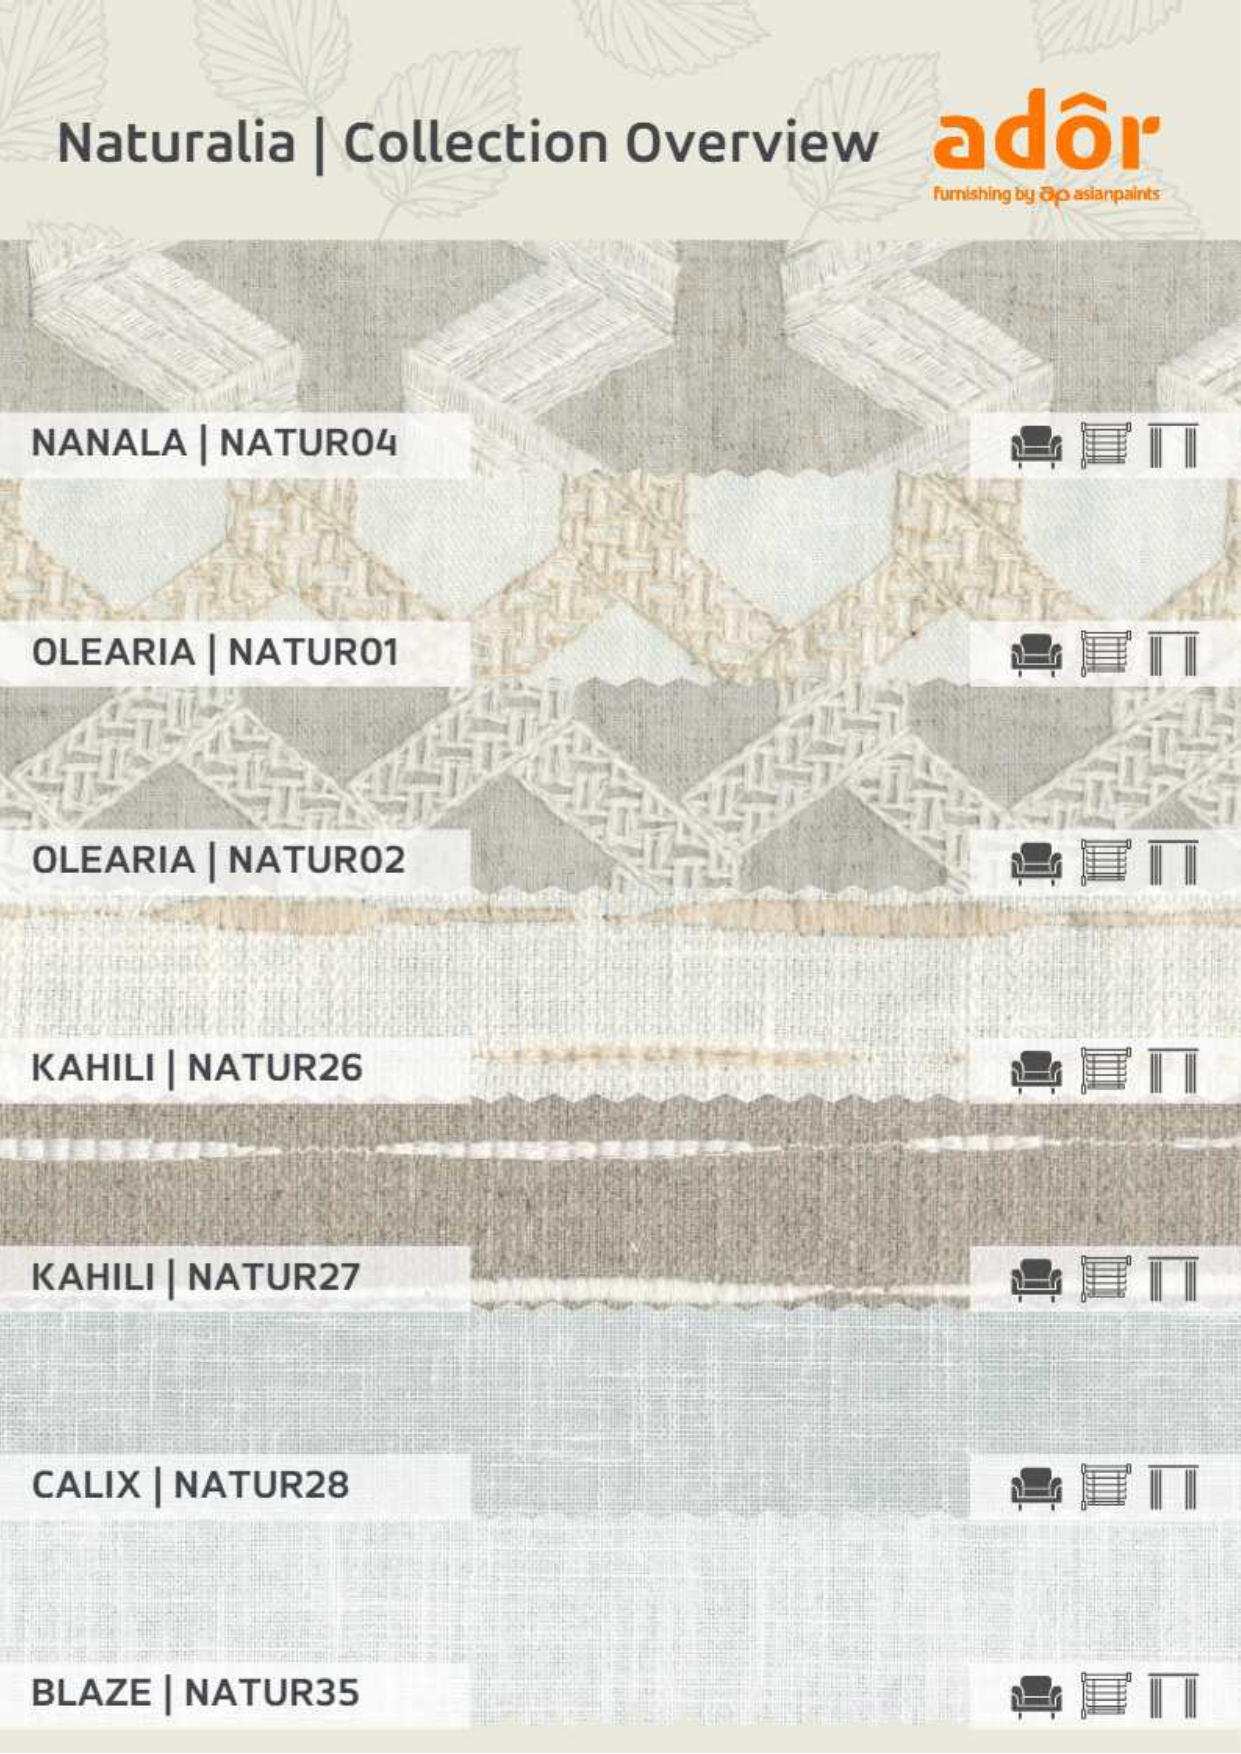 Naturalia | Collection Overview
adôr
furnishing by ap asianpaints
NANALA | NATUR04
OLEARIA | NATUR01
OLEARIA | NATUR02
KAHILI | NATUR26
KAHILI | NATUR27
CALIX | NATUR28
BLAZE | NATUR35